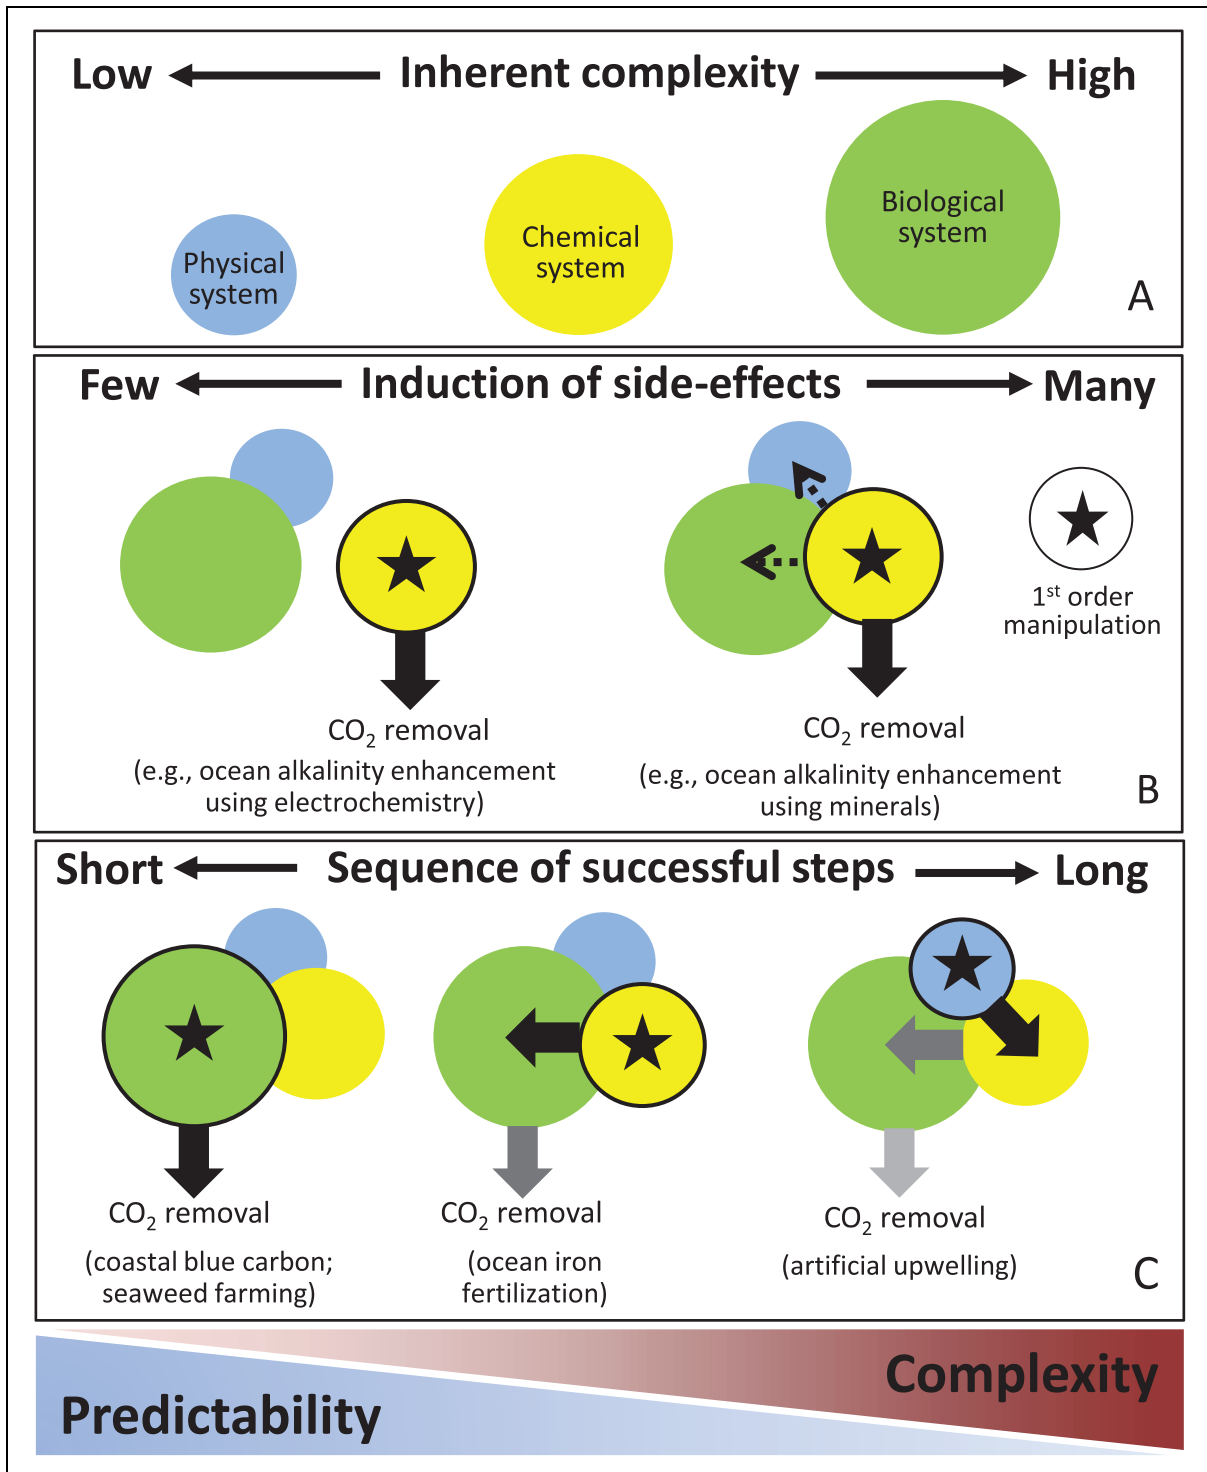 Low Inherent complexity High
Physical
system
Chemical
system
Biological
system
A
Few Induction of side-effects Many
1st order
manipulation
CO2 removal
(e.g., ocean alkalinity enhancement
using electrochemistry)
CO2 removal
(e.g., ocean alkalinity enhancement
using minerals)
B
Short Sequence of successful steps Long
CO2 removal
(coastal blue carbon;
seaweed farming)
CO2 removal
(ocean iron
fertilization)
CO2 removal
(artificial upwelling)
C
Complexity
Predictability